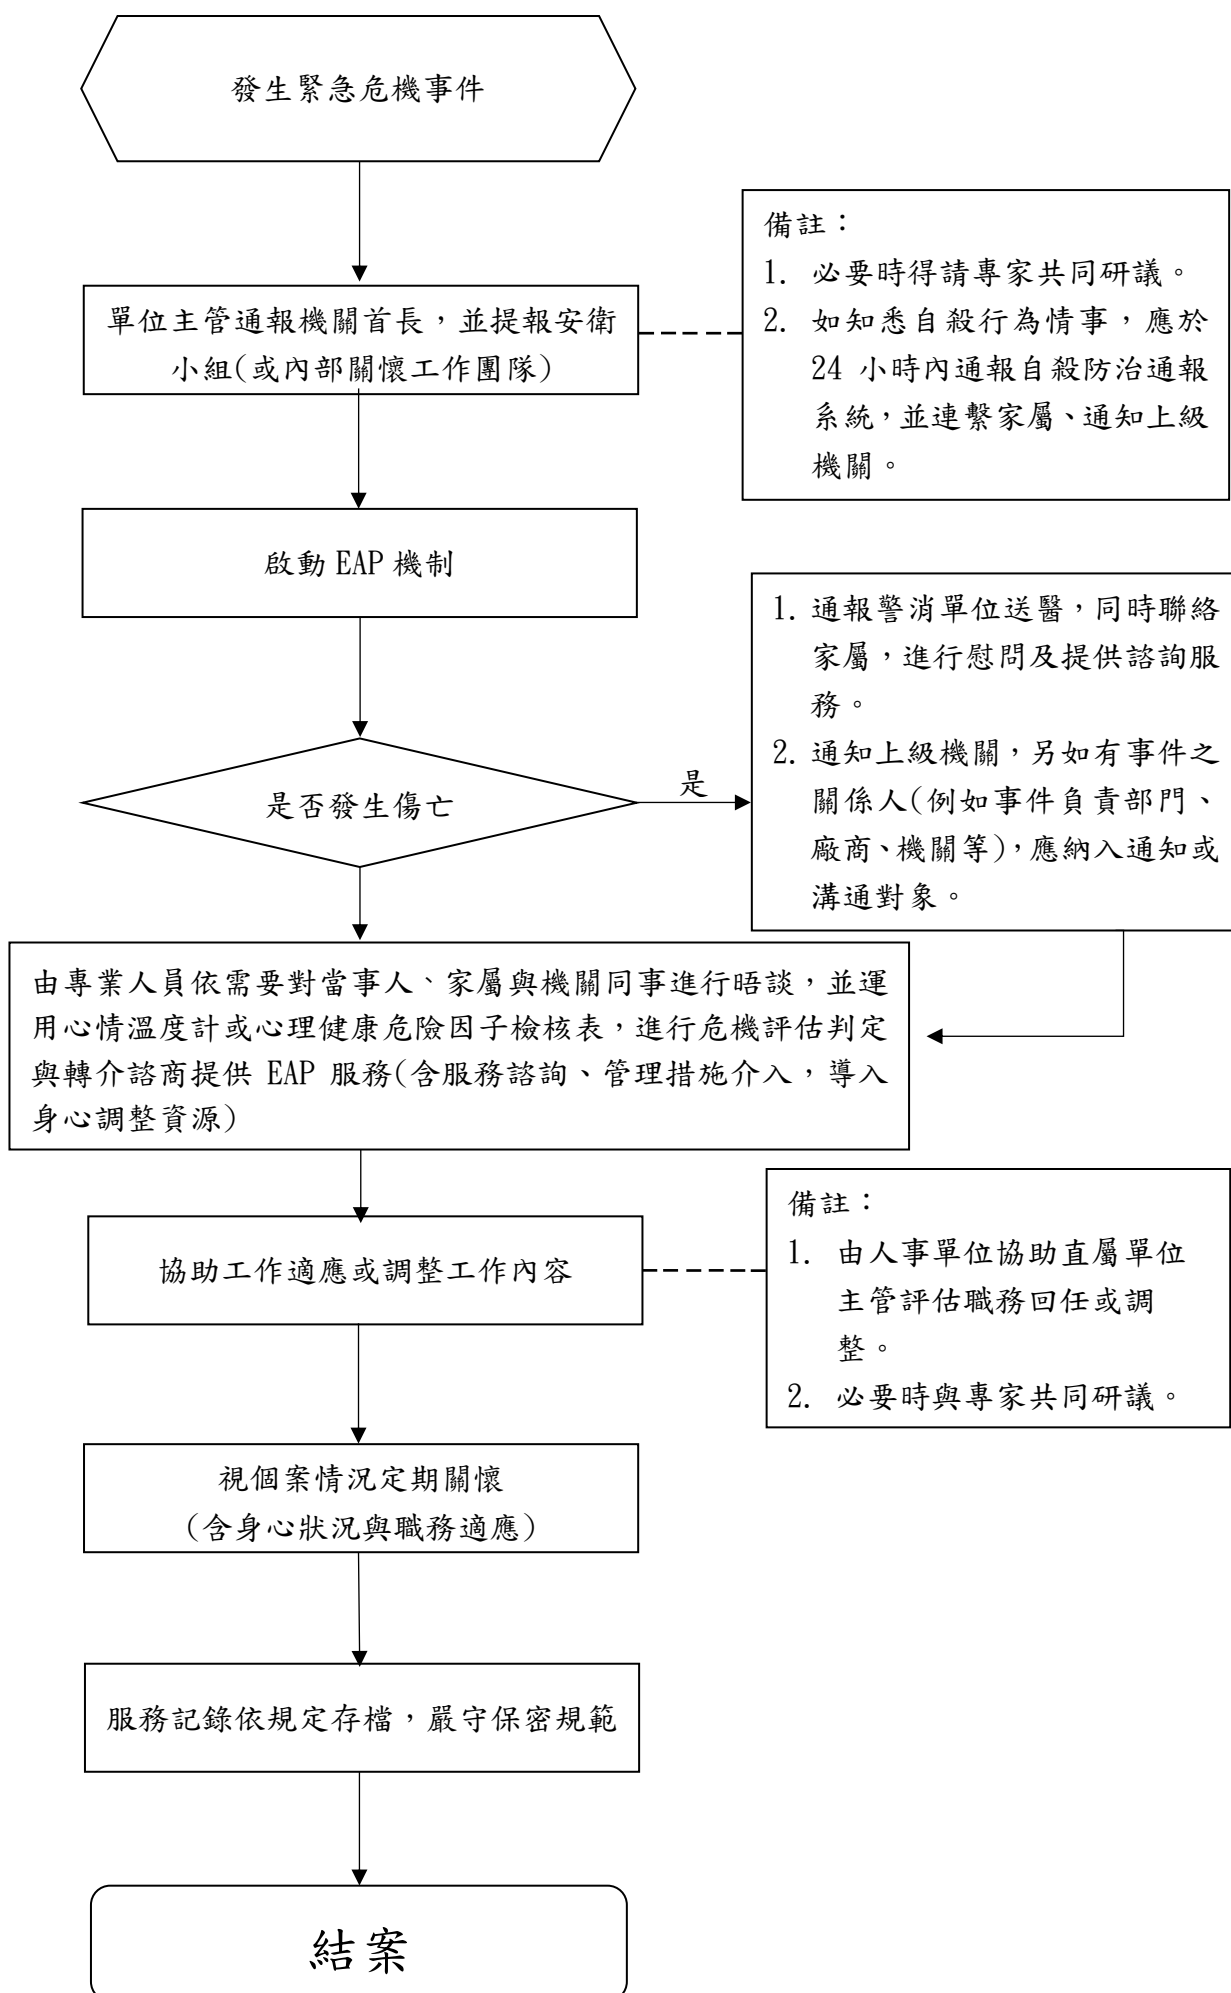 發生緊急危機事件
備註：
1. 必要時得請專家共同研議。
2. 如知悉自殺行為情事，應於
24 小時內通報自殺防治通報
系統，並連繫家屬、通知上級
機關。
單位主管通報機關首長，並提報安衛
小組(或內部關懷工作團隊)
啟動 EAP 機制
1. 通報警消單位送醫，同時聯絡
家屬，進行慰問及提供諮詢服
務。
2. 通知上級機關，另如有事件之
關係人(例如事件負責部門、
廠商、機關等)，應納入通知或
溝通對象。
是否發生傷亡
是
由專業人員依需要對當事人、家屬與機關同事進行晤談，並運
用心情溫度計或心理健康危險因子檢核表，進行危機評估判定
與轉介諮商提供 EAP 服務(含服務諮詢、管理措施介入，導入
身心調整資源)
協助工作適應或調整工作內容
備註：
1. 由人事單位協助直屬單位
主管評估職務回任或調
整。
2. 必要時與專家共同研議。
視個案情況定期關懷
(含身心狀況與職務適應)
服務記錄依規定存檔，嚴守保密規範
結案